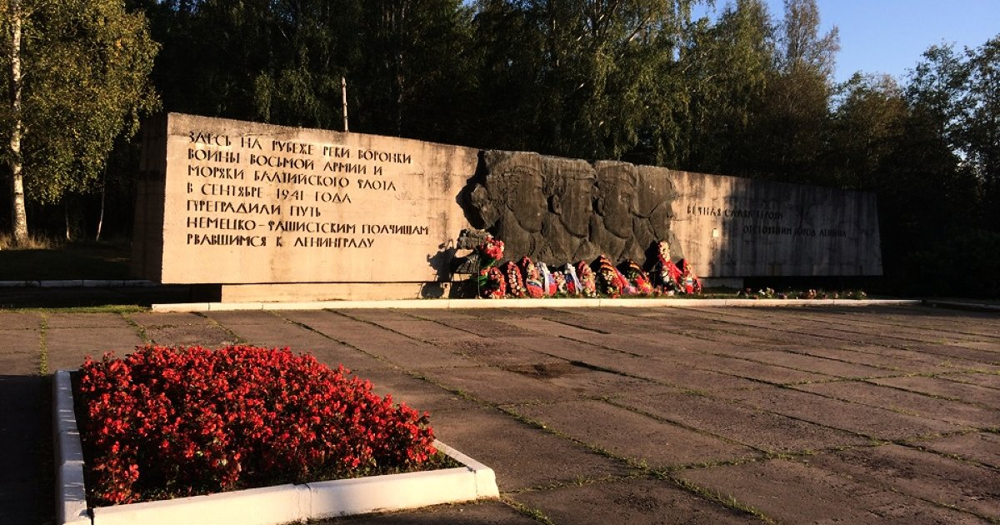 ЗДЕСЬ НА РУБЕЖЕ РЕКИ ВОРОНКИ
ВОИНЫ ВОСЬМОЙ АРМИИ И
МОРЯКИ БАЛТИЙСКОГО ФЛОТА
В СЕНТЯБРЕ 1941 ГОДА
ПРЕГРАДИЛИ ПУТЬ
НЕМЕЦКО-ФАШИСТСКИМ ПОЛЧИЩАМ
РВАВШИМСЯ К ЛЕНИНГРАДУ
ВЕЧНАЯ СЛАВА ГЕРОЯМ
ОТСТОЯВШИМ ГОРОД ЛЕНИНА